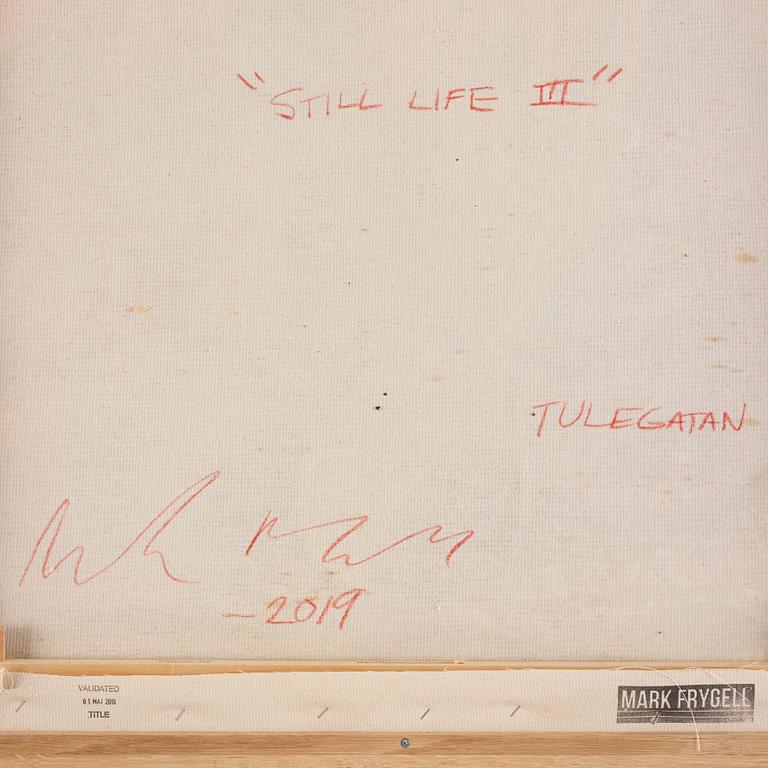 "STILL LIFE III"
TULEGATAN
-2019
VALIDATED
03 MAJ 2019
TITLE
MARK FRYGELL